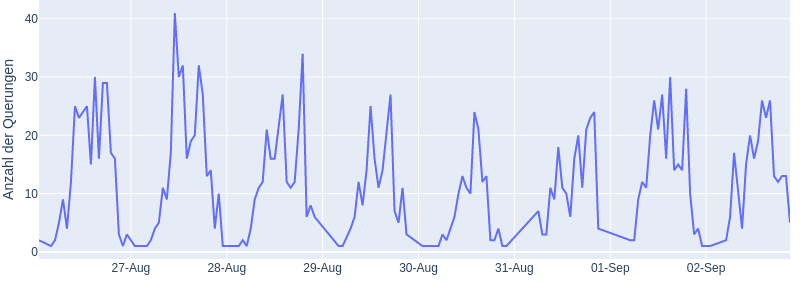 Anzahl der Querungen
40
30
20
10
0
27-Aug
28-Aug
29-Aug
30-Aug
31-Aug
01-Sep
02-Sep